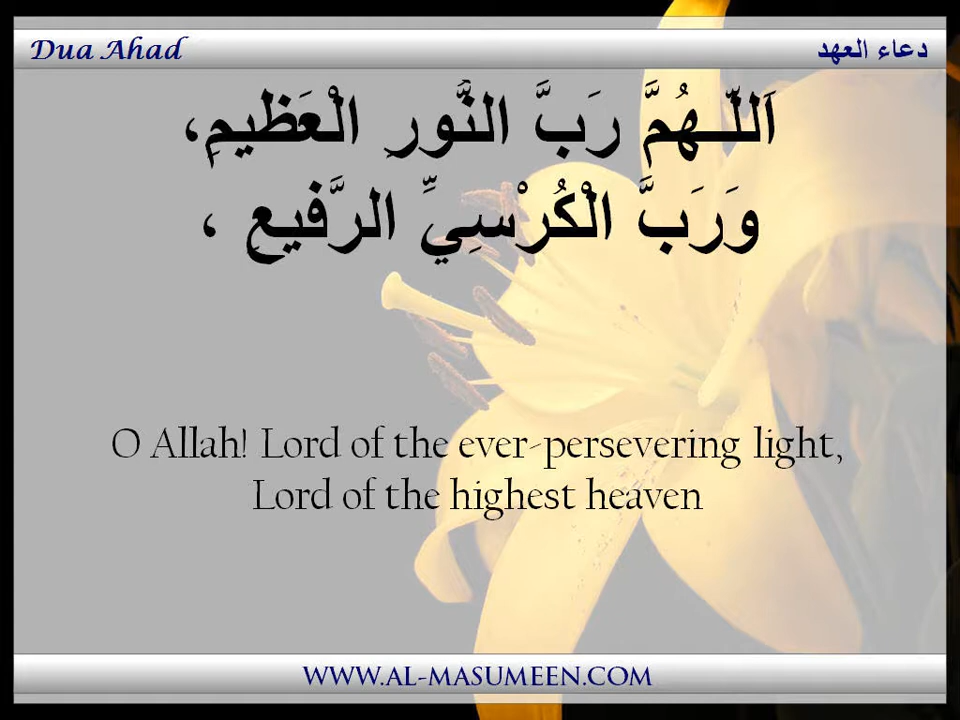 Dua Ahad
دعاء العهد
اَللّـهُمَّ رَبَّ النُّورِ الْعَظيمِ،
وَرَبَّ الْكُرْسِيِّ الرَّفيعِ ،
O Allah! Lord of the ever-persevering light,
Lord of the highest heaven
WWW.AL-MASUMEEN.COM